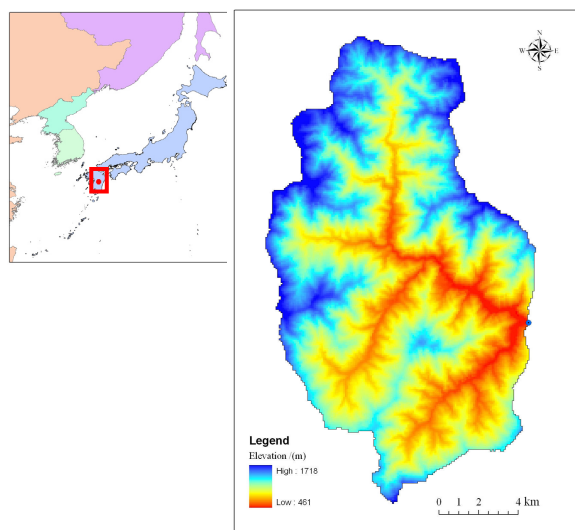 N
W E
S
Legend
Elevation /(m)
High : 1718
Low : 461
0 1 2 4 km